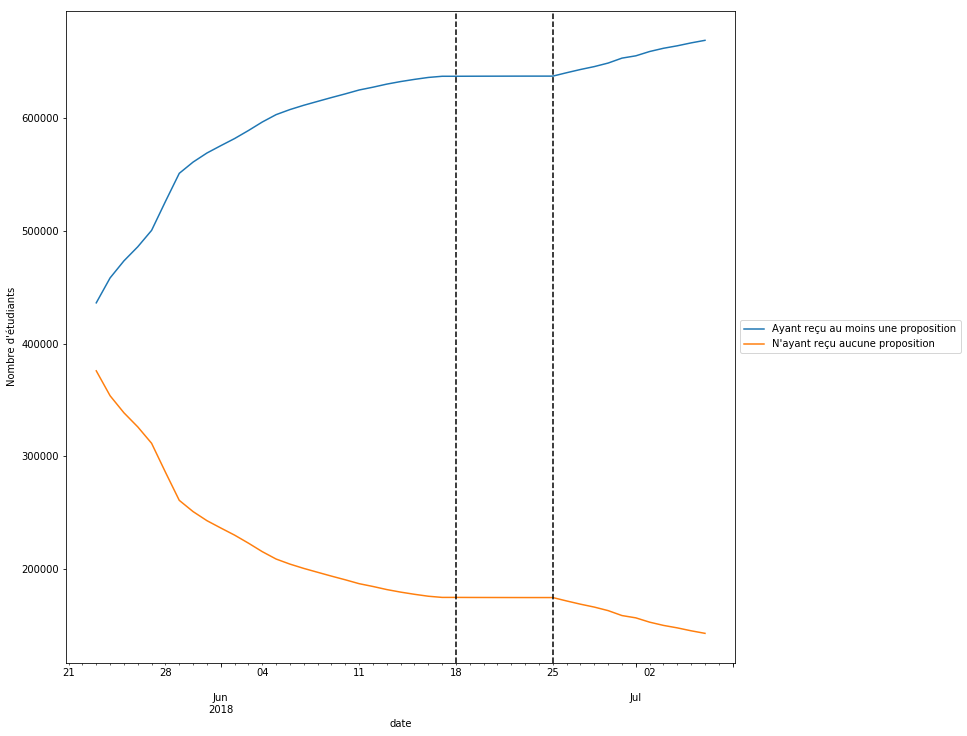 600000
500000
400000
300000
200000
Nombre d'étudiants
21 28 04 11 18 25 02
Jun Jul
2018
date
Ayant reçu au moins une proposition
N'ayant reçu aucune proposition